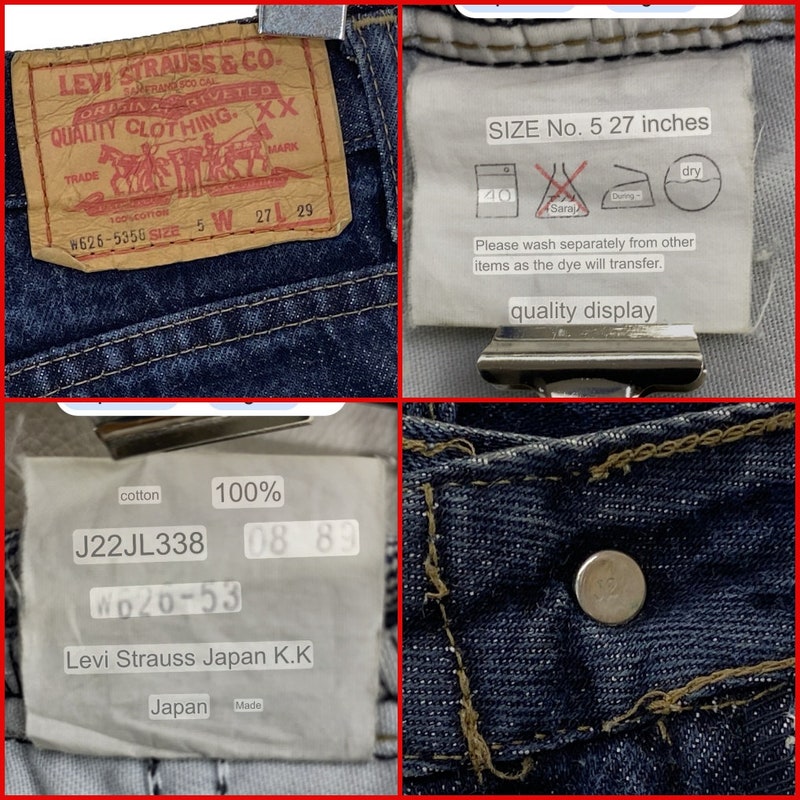 LEVI STRAUSS & CO.
SAN FRANCISCO CAL
ORIGINAL RIVETED
QUALITY CLOTHING. XX
TRADE MARK
100% COTTON
W626-5350 SIZE 5 W 27 L 29
SIZE No. 5 27 inches
40
Saraj
During ~
dry
Please wash separately from other
items as the dye will transfer.
quality display
cotton 100%
J22JL338 08 89
W626-53
Levi Strauss Japan K.K
Japan Made